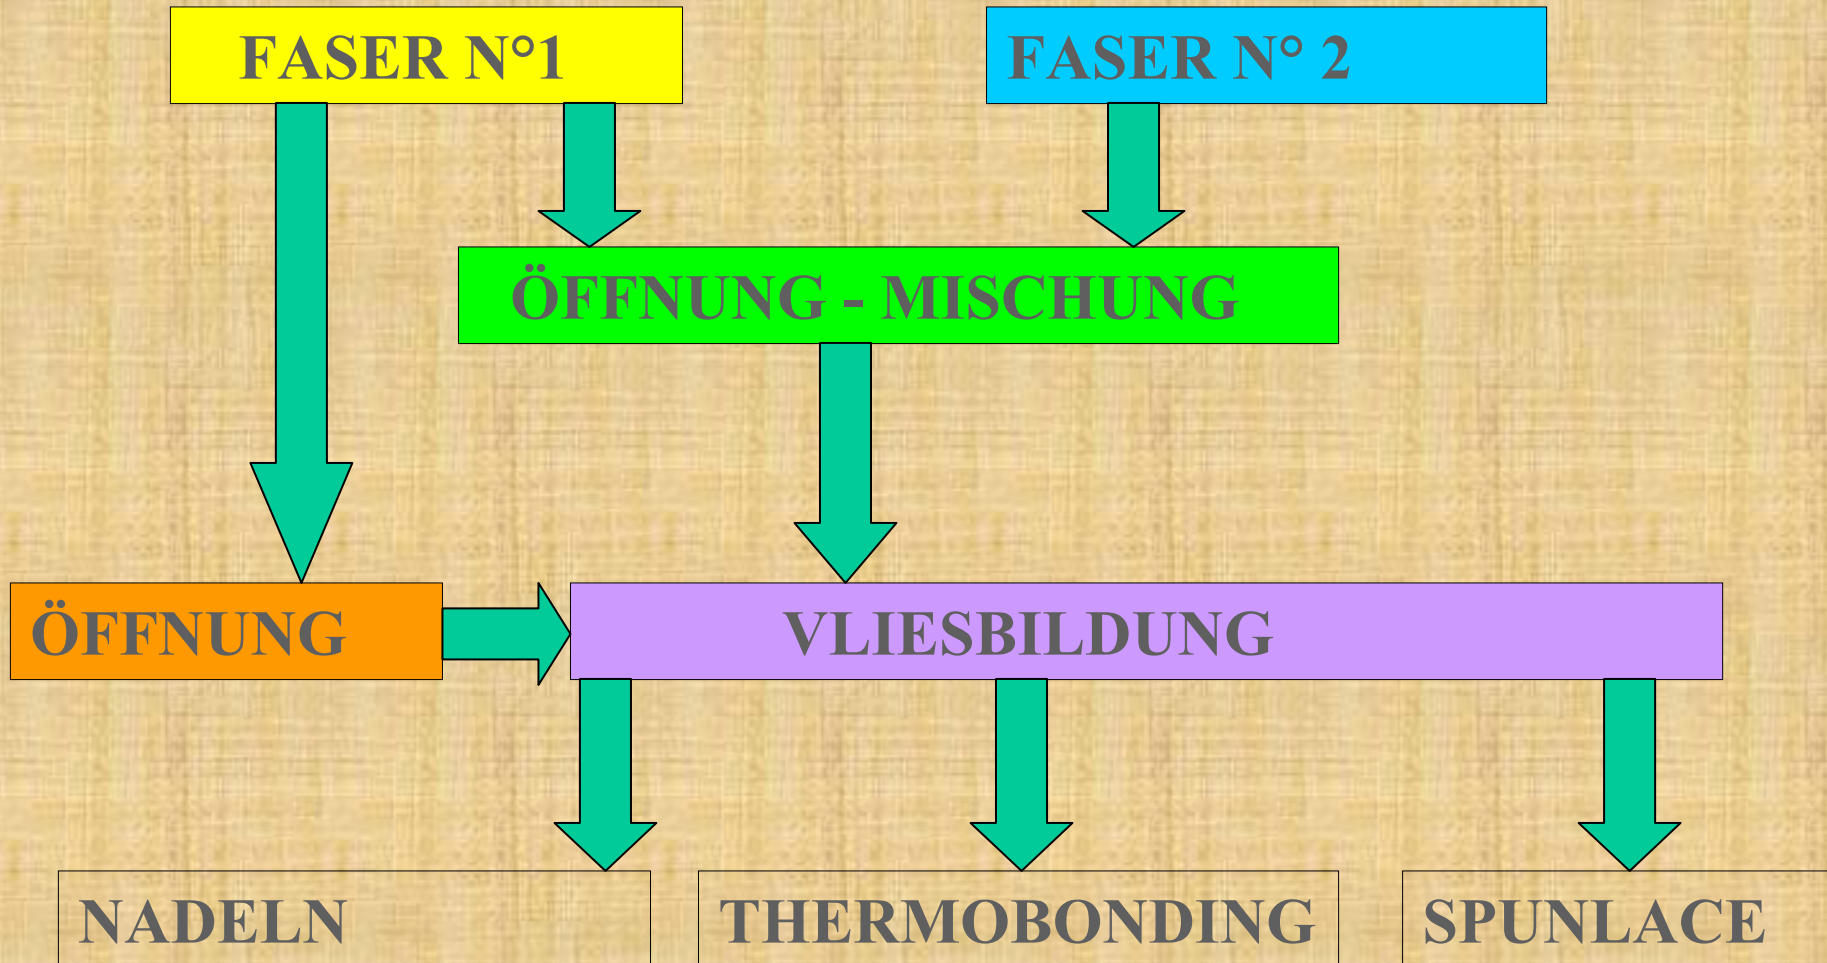 FASER N°1
FASER N° 2
ÖFFNUNG - MISCHUNG
ÖFFNUNG
VLIESBILDUNG
NADELN
THERMOBONDING
SPUNLACE